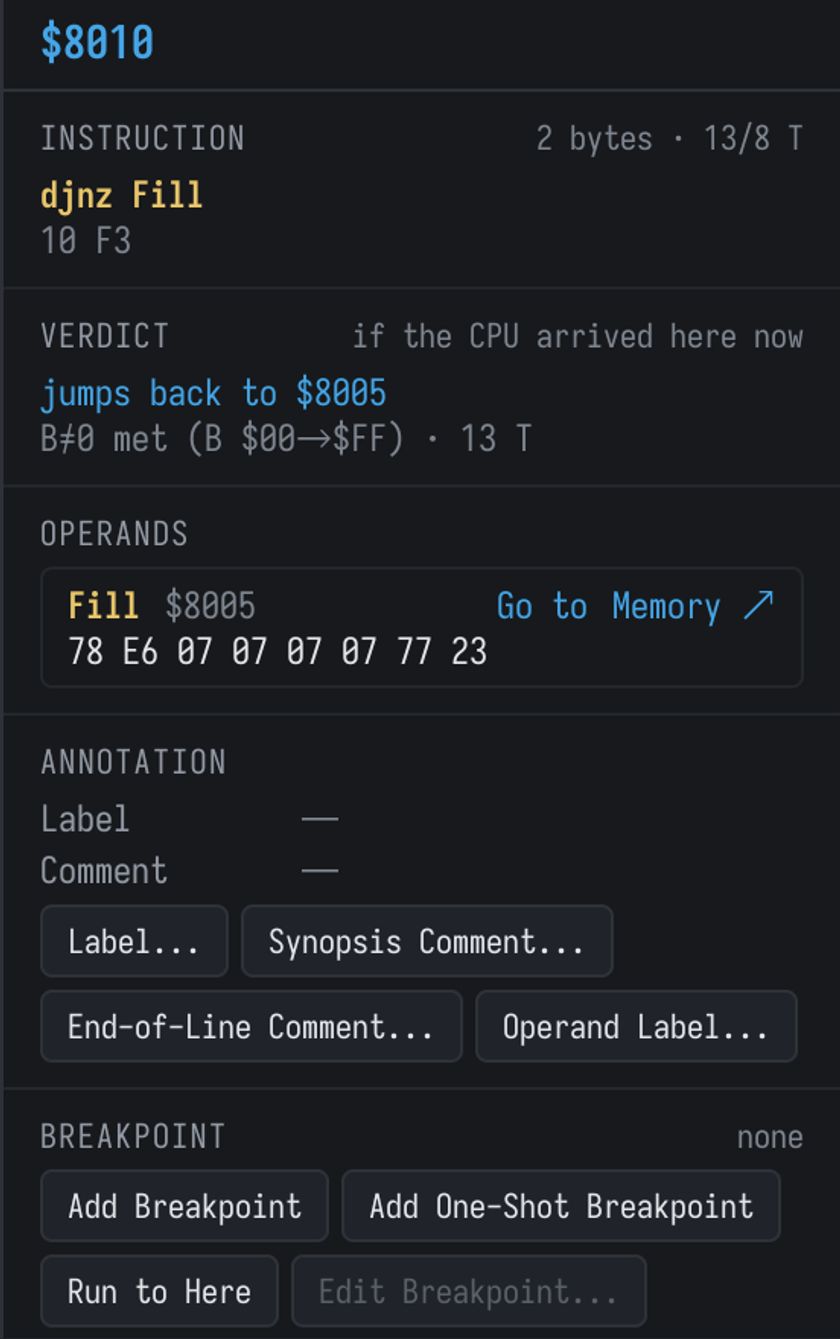 $8010
INSTRUCTION 2 bytes · 13/8 T
djnz Fill
10 F3
VERDICT if the CPU arrived here now
jumps back to $8005
B≠0 met (B $00→$FF) · 13 T
OPERANDS
Fill $8005 Go to Memory ↗
78 E6 07 07 07 07 77 23
ANNOTATION
Label —
Comment —
Label... Synopsis Comment...
End-of-Line Comment... Operand Label...
BREAKPOINT none
Add Breakpoint Add One-Shot Breakpoint
Run to Here Edit Breakpoint...